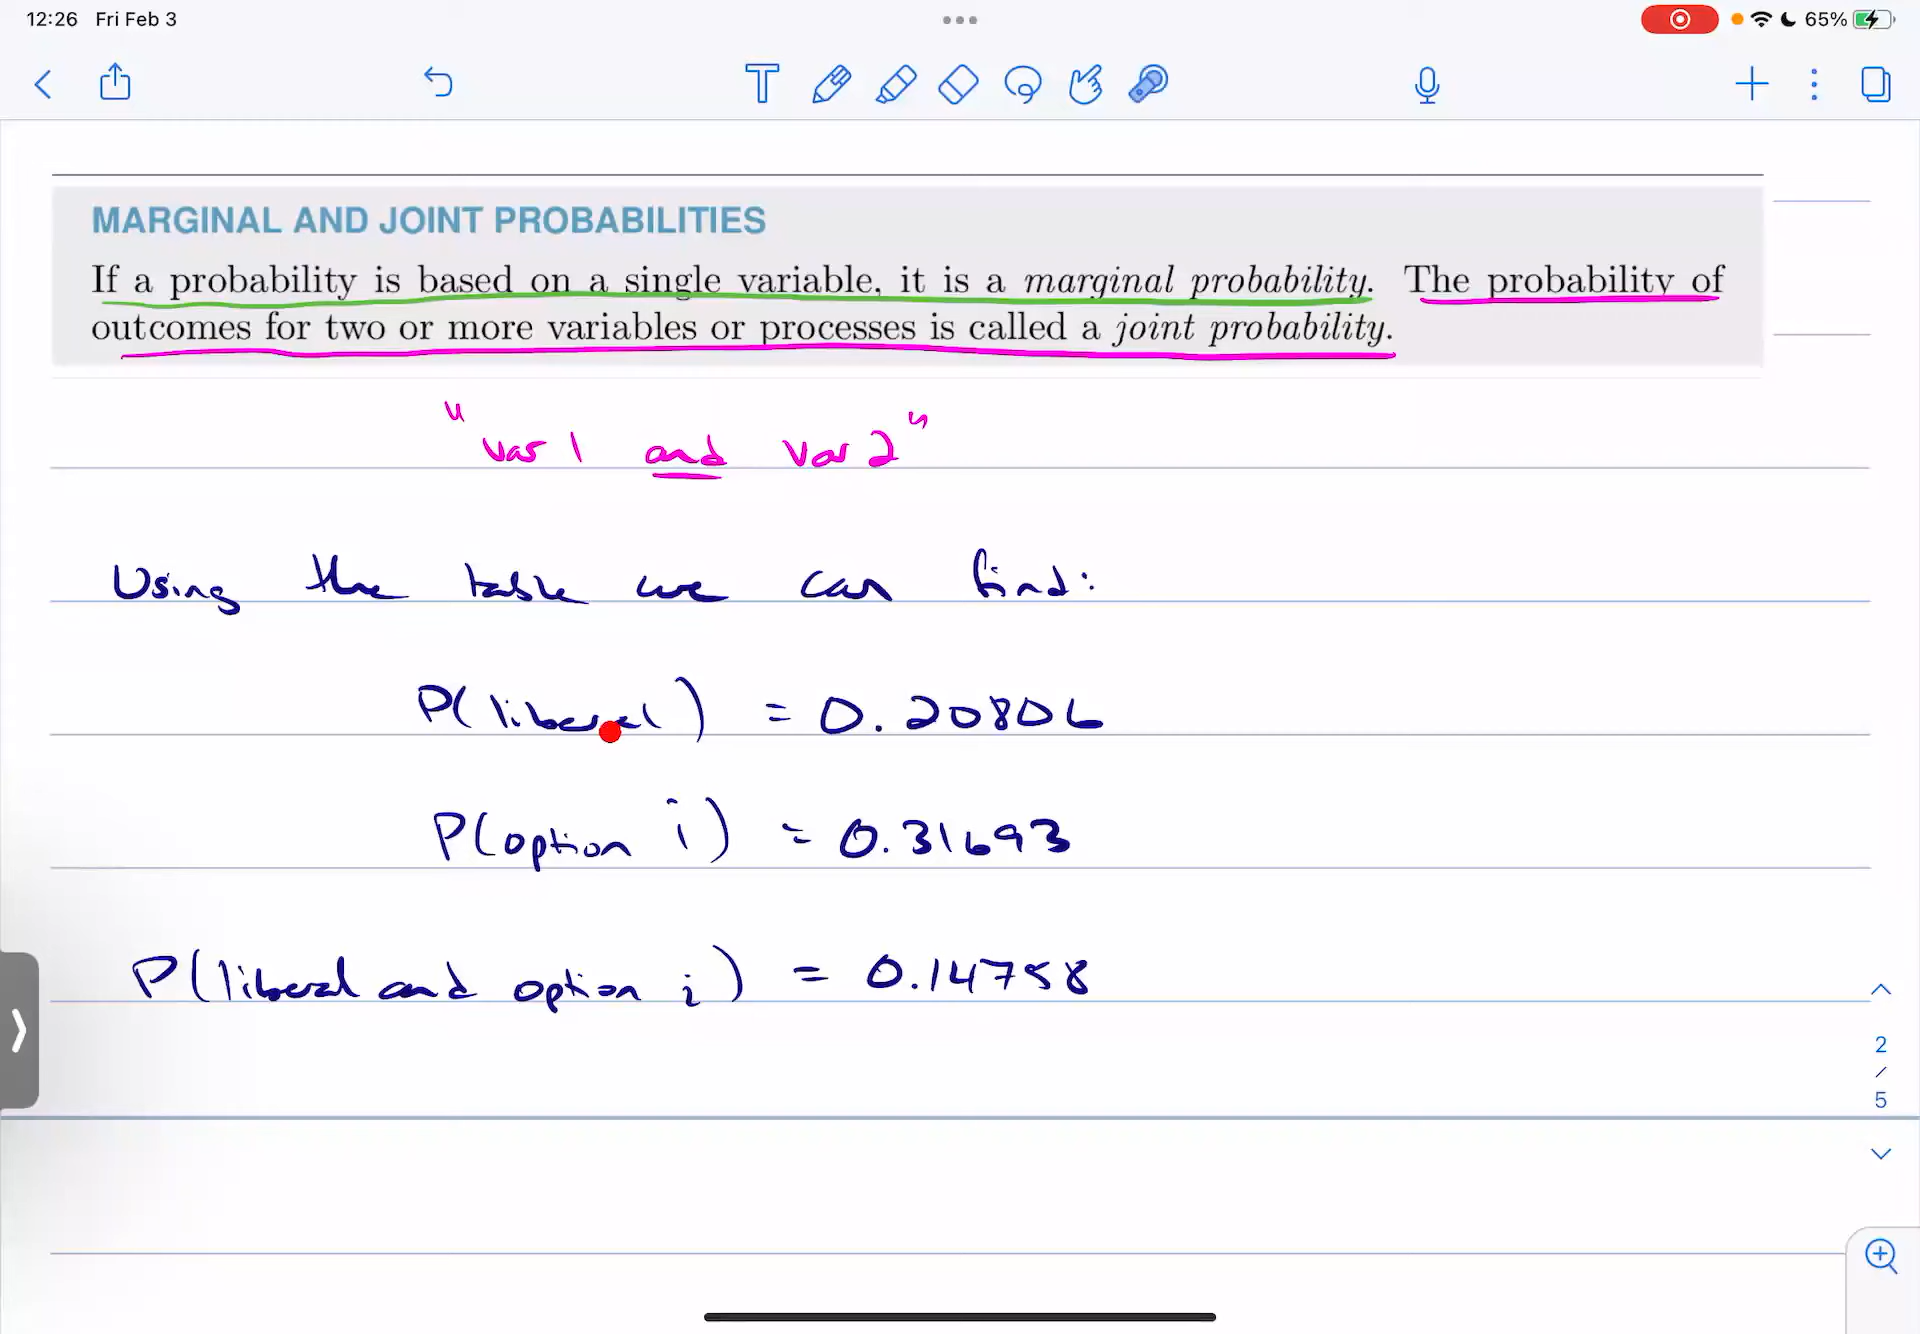 12:26 Fri Feb 3
65%
T
MARGINAL AND JOINT PROBABILITIES
If a probability is based on a single variable, it is a marginal probability. The probability of
outcomes for two or more variables or processes is called a joint probability.
"var 1 and var 2"
Using the table we can find:
P(liberal) = 0.20806
P(option i) = 0.31693
P(liberal and option i) = 0.14758
2
/
5